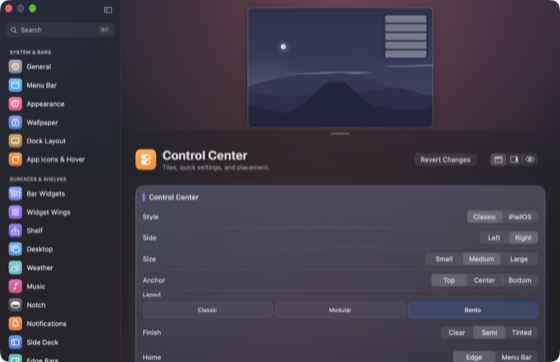 Search
⌘F
SYSTEM & BARS
General
Menu Bar
Appearance
Wallpaper
Dock Layout
App Icons & Hover
SURFACES & SHELVES
Bar Widgets
Widget Wings
Shelf
Desktop
Weather
Music
Notch
Notifications
Side Deck
Edge Bars
Control Center
Tiles, quick settings, and placement.
Revert Changes
Control Center
Style Classic iPadOS
Side Left Right
Size Small Medium Large
Anchor Top Center Bottom
Layout
Classic Modular Bento
Finish Clear Semi Tinted
Home Edge Menu Bar